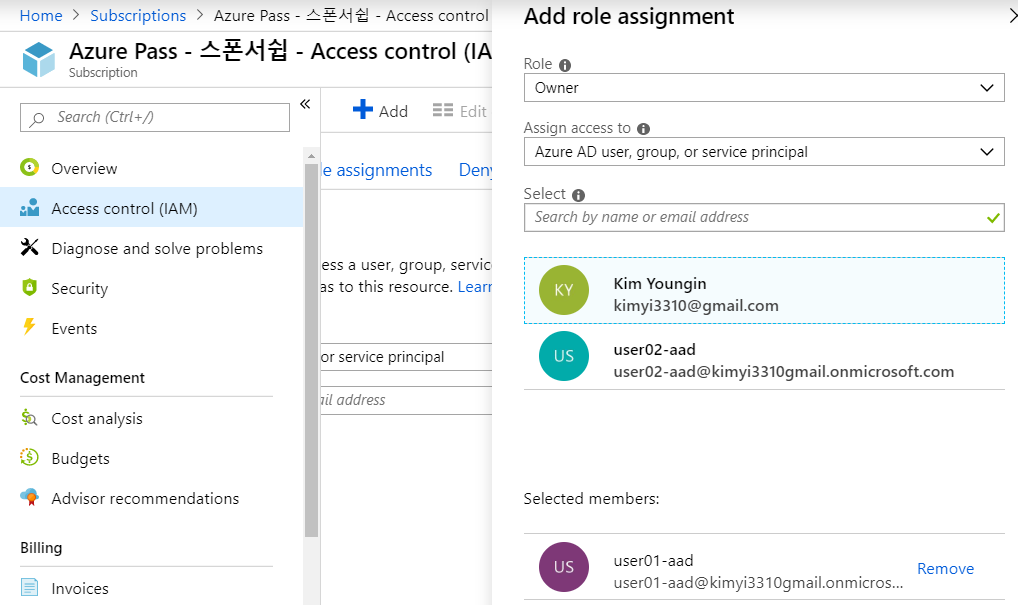 Home > Subscriptions > Azure Pass - 스폰서쉽 - Access control
Azure Pass - 스폰서쉽 - Access control (IA
Subscription
Search (Ctrl+/)
Overview
Access control (IAM)
Diagnose and solve problems
Security
Events
Cost Management
Cost analysis
Budgets
Advisor recommendations
Billing
Invoices
Add
Edit
le assignments
Deny
ess a user, group, servic
as to this resource. Learn
or service principal
ail address
Add role assignment
Role
Owner
Assign access to
Azure AD user, group, or service principal
Select
Search by name or email address
KY
Kim Youngin
kimyi3310@gmail.com
US
user02-aad
user02-aad@kimyi3310gmail.onmicrosoft.com
Selected members:
US
user01-aad
user01-aad@kimyi3310gmail.onmicros...
Remove